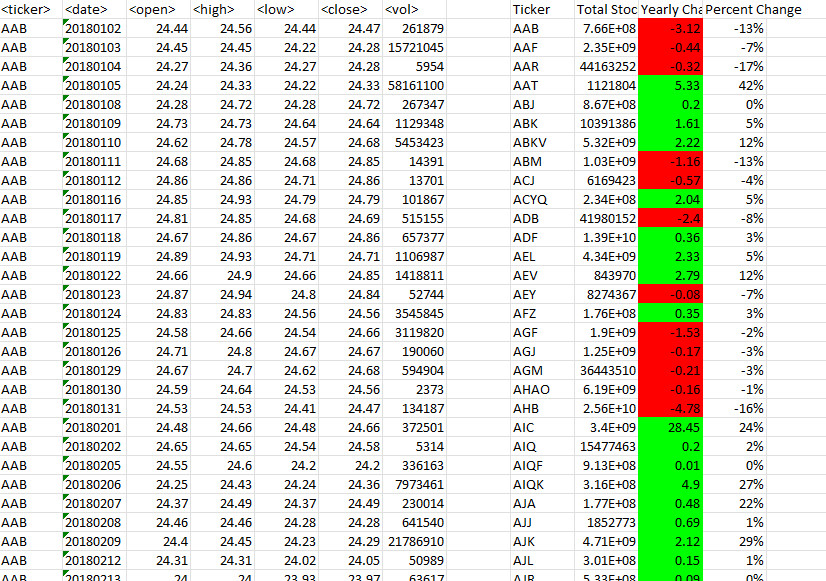 <ticker> <date> <open> <high> <low> <close> <vol> Ticker Total Stoc Yearly Cha Percent Change
AAB 20180102 24.44 24.56 24.44 24.47 261879 AAB 7.66E+08 -3.12 -13%
AAB 20180103 24.45 24.45 24.22 24.28 15721045 AAF 2.35E+09 -0.44 -7%
AAB 20180104 24.27 24.36 24.27 24.28 5954 AAR 44163252 -0.32 -17%
AAB 20180105 24.24 24.33 24.22 24.33 58161100 AAT 1121804 5.33 42%
AAB 20180108 24.28 24.72 24.28 24.72 267347 ABJ 8.67E+08 0.2 0%
AAB 20180109 24.73 24.73 24.64 24.64 1129348 ABK 10391386 1.61 5%
AAB 20180110 24.62 24.78 24.57 24.68 5453423 ABKV 5.32E+09 2.22 12%
AAB 20180111 24.68 24.85 24.68 24.85 14391 ABM 1.03E+09 -1.16 -13%
AAB 20180112 24.86 24.86 24.71 24.86 13701 ACJ 6169423 -0.57 -4%
AAB 20180116 24.85 24.93 24.79 24.79 101867 ACYQ 2.34E+08 2.04 5%
AAB 20180117 24.81 24.85 24.68 24.69 515155 ADB 41980152 -2.4 -8%
AAB 20180118 24.67 24.86 24.67 24.86 657377 ADF 1.39E+10 0.36 3%
AAB 20180119 24.89 24.93 24.71 24.71 1106987 AEL 4.34E+09 2.33 5%
AAB 20180122 24.66 24.9 24.66 24.85 1418811 AEV 843970 2.79 12%
AAB 20180123 24.87 24.94 24.8 24.84 52744 AEY 8274367 -0.08 -7%
AAB 20180124 24.83 24.83 24.56 24.56 3545845 AFZ 1.76E+08 0.35 3%
AAB 20180125 24.58 24.66 24.54 24.66 3119820 AGF 1.9E+09 -1.53 -2%
AAB 20180126 24.71 24.8 24.67 24.67 190060 AGJ 1.25E+09 -0.17 -3%
AAB 20180129 24.67 24.7 24.62 24.68 594904 AGM 36443510 -0.21 -3%
AAB 20180130 24.59 24.64 24.53 24.56 2373 AHAO 6.19E+09 -0.16 -1%
AAB 20180131 24.53 24.53 24.41 24.47 134187 AHB 2.56E+10 -4.78 -16%
AAB 20180201 24.48 24.66 24.48 24.66 372501 AIC 3.4E+09 28.45 24%
AAB 20180202 24.65 24.65 24.54 24.58 5314 AIQ 15477463 0.2 2%
AAB 20180205 24.55 24.6 24.2 24.2 336163 AIQF 9.13E+08 0.01 0%
AAB 20180206 24.25 24.43 24.24 24.36 7973461 AIQK 3.16E+08 4.9 27%
AAB 20180207 24.37 24.49 24.37 24.49 230014 AJA 1.77E+08 0.48 22%
AAB 20180208 24.46 24.46 24.28 24.28 641540 AJJ 1852773 0.69 1%
AAB 20180209 24.4 24.45 24.23 24.29 21786910 AJK 4.71E+09 2.12 29%
AAB 20180212 24.31 24.31 24.02 24.05 50989 AJL 3.01E+08 0.15 1%
AAB 20180213 24 24 23.93 23.97 63617 AJR 5.33E+08 0.09 0%